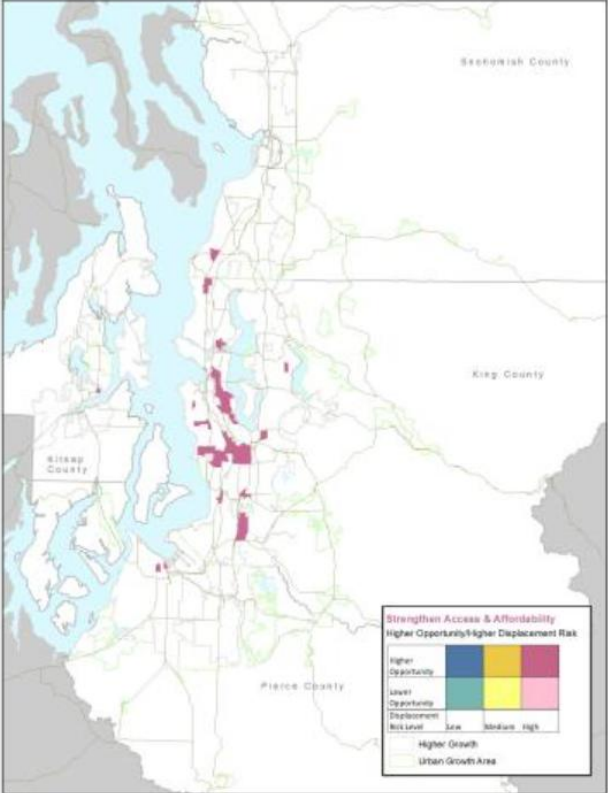 Snohomish County
King County
Kitsap
County
Pierce County
Strengthen Access & Affordability
Higher Opportunity/Higher Displacement Risk
Higher
Opportunity
Lower
Opportunity
Displacement
Risk Level Low Medium High
Higher Growth
Urban Growth Area